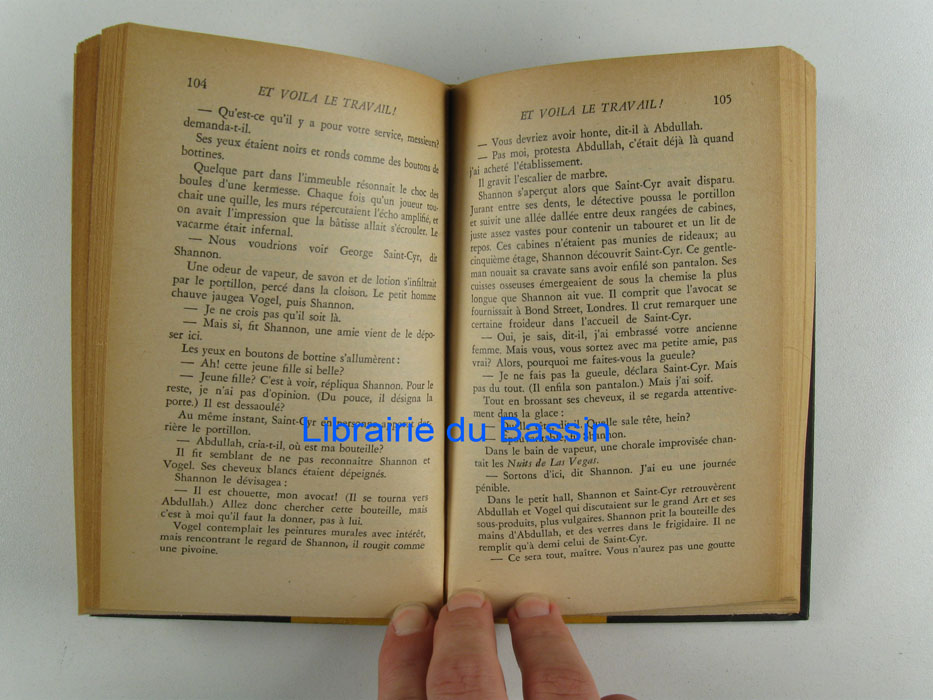 104
ET VOILA LE TRAVAIL!
— Qu'est-ce qu'il y a pour votre service, messieurs?
demanda-t-il.
Ses yeux étaient noirs et ronds comme des boutons de
bottines.
Quelque part dans l'immeuble résonnait le choc des
boules d'une kermesse. Chaque fois qu'un joueur tou-
chait une quille, les murs répercutaient l'écho amplifié, et
on avait l'impression que la bâtisse allait s'écrouler. Le
vacarme était infernal.
— Nous voudrions voir George Saint-Cyr, dit
Shannon.
Une odeur de vapeur, de savon et de lotion s'infiltrait
par le portillon, percé dans la cloison. Le petit homme
chauve jaugea Vogel, puis Shannon.
— Je ne crois pas qu'il soit là.
— Mais si, fit Shannon, une amie vient de le dépo-
ser ici.
Les yeux en boutons de bottine s'allumèrent :
— Ah! cette jeune fille si belle?
— Jeune fille? C'est à voir, répliqua Shannon. Pour le
reste, je n'ai pas d'opinion. (Du pouce, il désigna la
porte.) Il est dessaoulé?
Au même instant, Saint-Cyr en personne apparut der-
rière le portillon.
— Abdullah, cria-t-il, où est ma bouteille?
Il fit semblant de ne pas reconnaître Shannon et
Vogel. Ses cheveux blancs étaient dépeignés.
Shannon le dévisagea :
— Il est chouette, mon avocat! (Il se tourna vers
Abdullah.) Allez donc chercher cette bouteille, mais
c'est à moi qu'il faut la donner, pas à lui.
Vogel contemplait les peintures murales avec intérêt,
mais rencontrant le regard de Shannon, il rougit comme
une pivoine.
ET VOILA LE TRAVAIL!
105
— Vous devriez avoir honte, dit-il à Abdullah.
— Pas moi, protesta Abdullah, c'était déjà là quand
j'ai acheté l'établissement.
Il gravit l'escalier de marbre.
Shannon s'aperçut alors que Saint-Cyr avait disparu.
Jurant entre ses dents, le détective poussa le portillon
et suivit une allée dallée entre deux rangées de cabines,
juste assez vastes pour contenir un tabouret et un lit de
repos. Ces cabines n'étaient pas munies de rideaux; au
cinquième étage, Shannon découvrit Saint-Cyr. Ce gentle-
man nouait sa cravate sans avoir enfilé son pantalon. Ses
cuisses osseuses émergeaient de sous la chemise la plus
longue que Shannon ait vue. Il comprit que l'avocat se
fournissait à Bond Street, Londres. Il crut remarquer une
certaine froideur dans l'accueil de Saint-Cyr.
— Oui, je sais, dit-il, j'ai embrassé votre ancienne
femme. Mais vous, vous sortez avec ma petite amie, pas
vrai? Alors, pourquoi me faites-vous la gueule?
— Je ne fais pas la gueule, déclara Saint-Cyr. Mais
pas du tout. (Il enfila son pantalon.) Mais j'ai soif.
Tout en brossant ses cheveux, il se regarda attentive-
ment dans la glace :
Quelle sale tête, hein?
Shannon.
Dans le bain de vapeur, une chorale improvisée chan-
tait les Nuits de Las Vegas.
— Sortons d'ici, dit Shannon. J'ai eu une journée
pénible.
Dans le petit hall, Shannon et Saint-Cyr retrouvèrent
Abdullah et Vogel qui discutaient sur le grand Art et ses
sous-produits, plus vulgaires. Shannon prit la bouteille des
mains d'Abdullah, et des verres dans le frigidaire. Il ne
remplit qu'à demi celui de Saint-Cyr.
— Ce sera tout, maître. Vous n'aurez pas une goutte
Librairie du Bassin